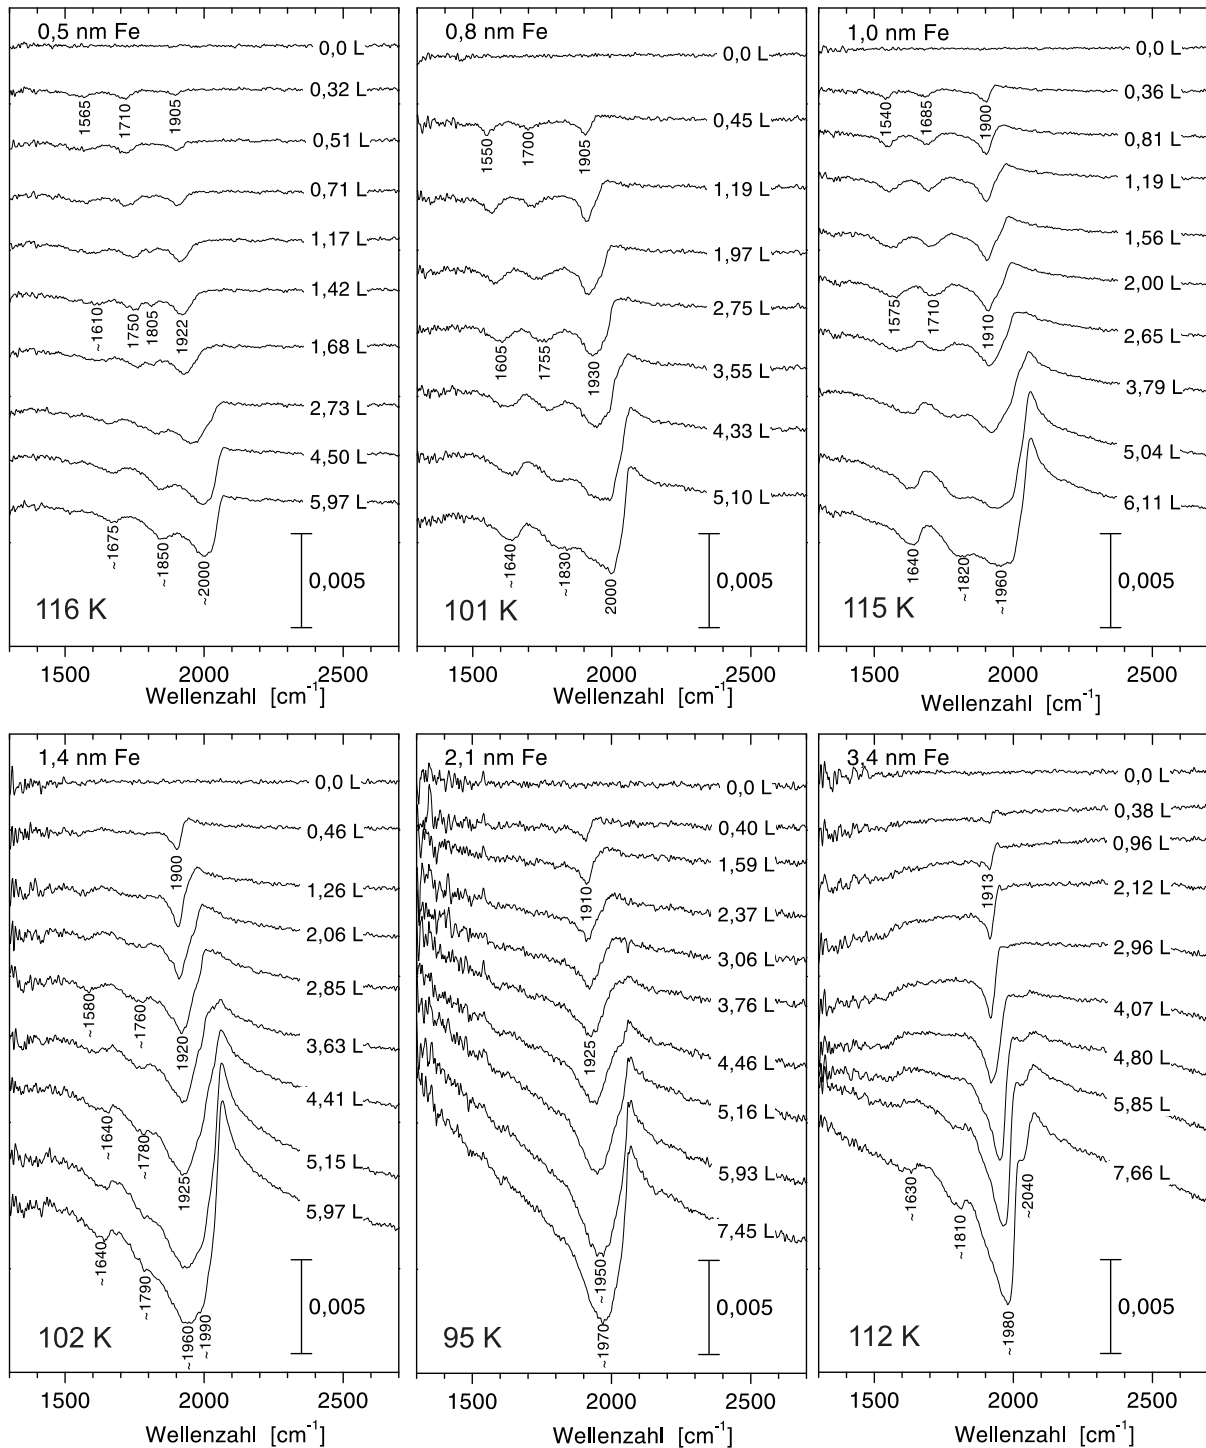 0,5 nm Fe
0,0 L
0,32 L
1565
1710
1905
0,51 L
0,71 L
1,17 L
1,42 L
~1610
1750
1805
1922
1,68 L
2,73 L
4,50 L
5,97 L
~1675
~1850
~2000
0,005
116 K
1500
2000
2500
Wellenzahl [cm⁻¹]
0,8 nm Fe
0,0 L
0,45 L
1550
1700
1905
1,19 L
1,97 L
2,75 L
1605
1755
1930
3,55 L
4,33 L
5,10 L
~1640
~1830
2000
0,005
101 K
1500
2000
2500
Wellenzahl [cm⁻¹]
1,0 nm Fe
0,0 L
0,36 L
1540
1685
1900
0,81 L
1,19 L
1,56 L
2,00 L
1575
1710
1910
2,65 L
3,79 L
5,04 L
6,11 L
1640
~1820
~1960
0,005
115 K
1500
2000
2500
Wellenzahl [cm⁻¹]
1,4 nm Fe
0,0 L
0,46 L
1900
1,26 L
2,06 L
2,85 L
~1580
~1760
1920
3,63 L
4,41 L
~1640
~1780
1925
5,15 L
5,97 L
~1640
~1790
~1960
~1990
0,005
102 K
1500
2000
2500
Wellenzahl [cm⁻¹]
2,1 nm Fe
0,0 L
0,40 L
1,59 L
1910
2,37 L
3,06 L
3,76 L
1925
4,46 L
5,16 L
5,93 L
7,45 L
~1950
~1970
0,005
95 K
1500
2000
2500
Wellenzahl [cm⁻¹]
3,4 nm Fe
0,0 L
0,38 L
0,96 L
1913
2,12 L
2,96 L
4,07 L
4,80 L
5,85 L
7,66 L
~1630
~1810
~2040
~1980
0,005
112 K
1500
2000
2500
Wellenzahl [cm⁻¹]